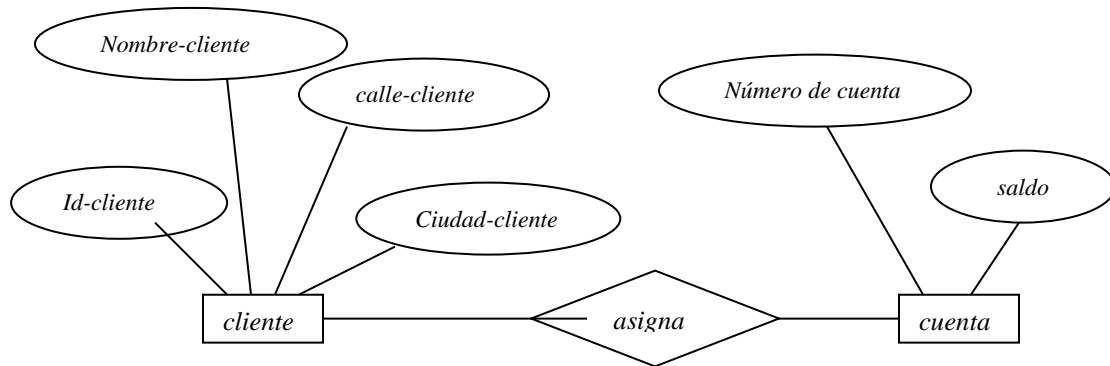 Nombre-cliente
calle-cliente
Número de cuenta
Id-cliente
Ciudad-cliente
saldo
cliente
asigna
cuenta